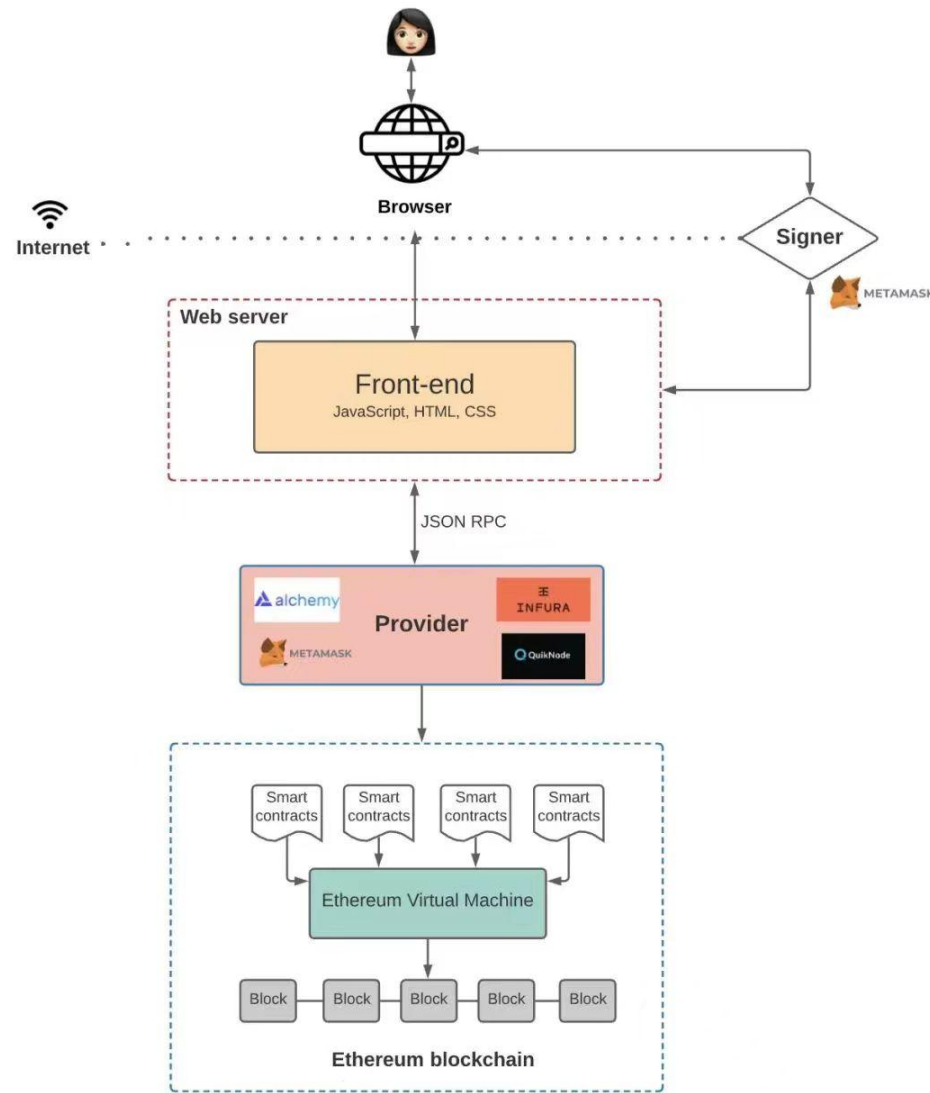 Browser
Internet
Signer
METAMASK
Web server
Front-end
JavaScript, HTML, CSS
JSON RPC
alchemy
INFURA
Provider
METAMASK
QuikNode
Smart
contracts
Smart
contracts
Smart
contracts
Smart
contracts
Ethereum Virtual Machine
Block
Block
Block
Block
Block
Ethereum blockchain